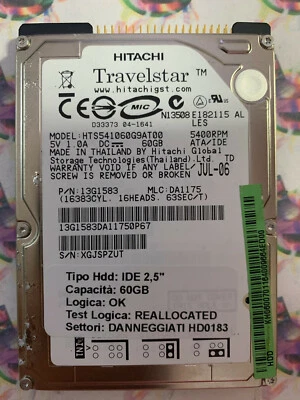 HITACHI
Travelstar™
www.hitachigst.com
MIC
N13508 E182115 AL
D33373 04-1641
LES
MODEL:HTS541060G9AT00 5400RPM
5V 1.0A DC 60GB ATA/IDE
MADE IN THAILAND BY Hitachi Global
Storage Technologies(Thailand)Ltd. TD
WARRANTY VOID IF ANY LABEL OR
SCREW IS REMOVED JUL-06
P/N:13G1583 MLC:DA1175
(16383CYL. 16HEADS. 63SEC/T)
13G1583DA11750P67
S/N:XGJSPZUT
Tipo Hdd: IDE 2,5"
Capacità: 60GB
Logica: OK
Test Logica: REALLOCATED
Settori: DANNEGGIATI HD0183
HDD